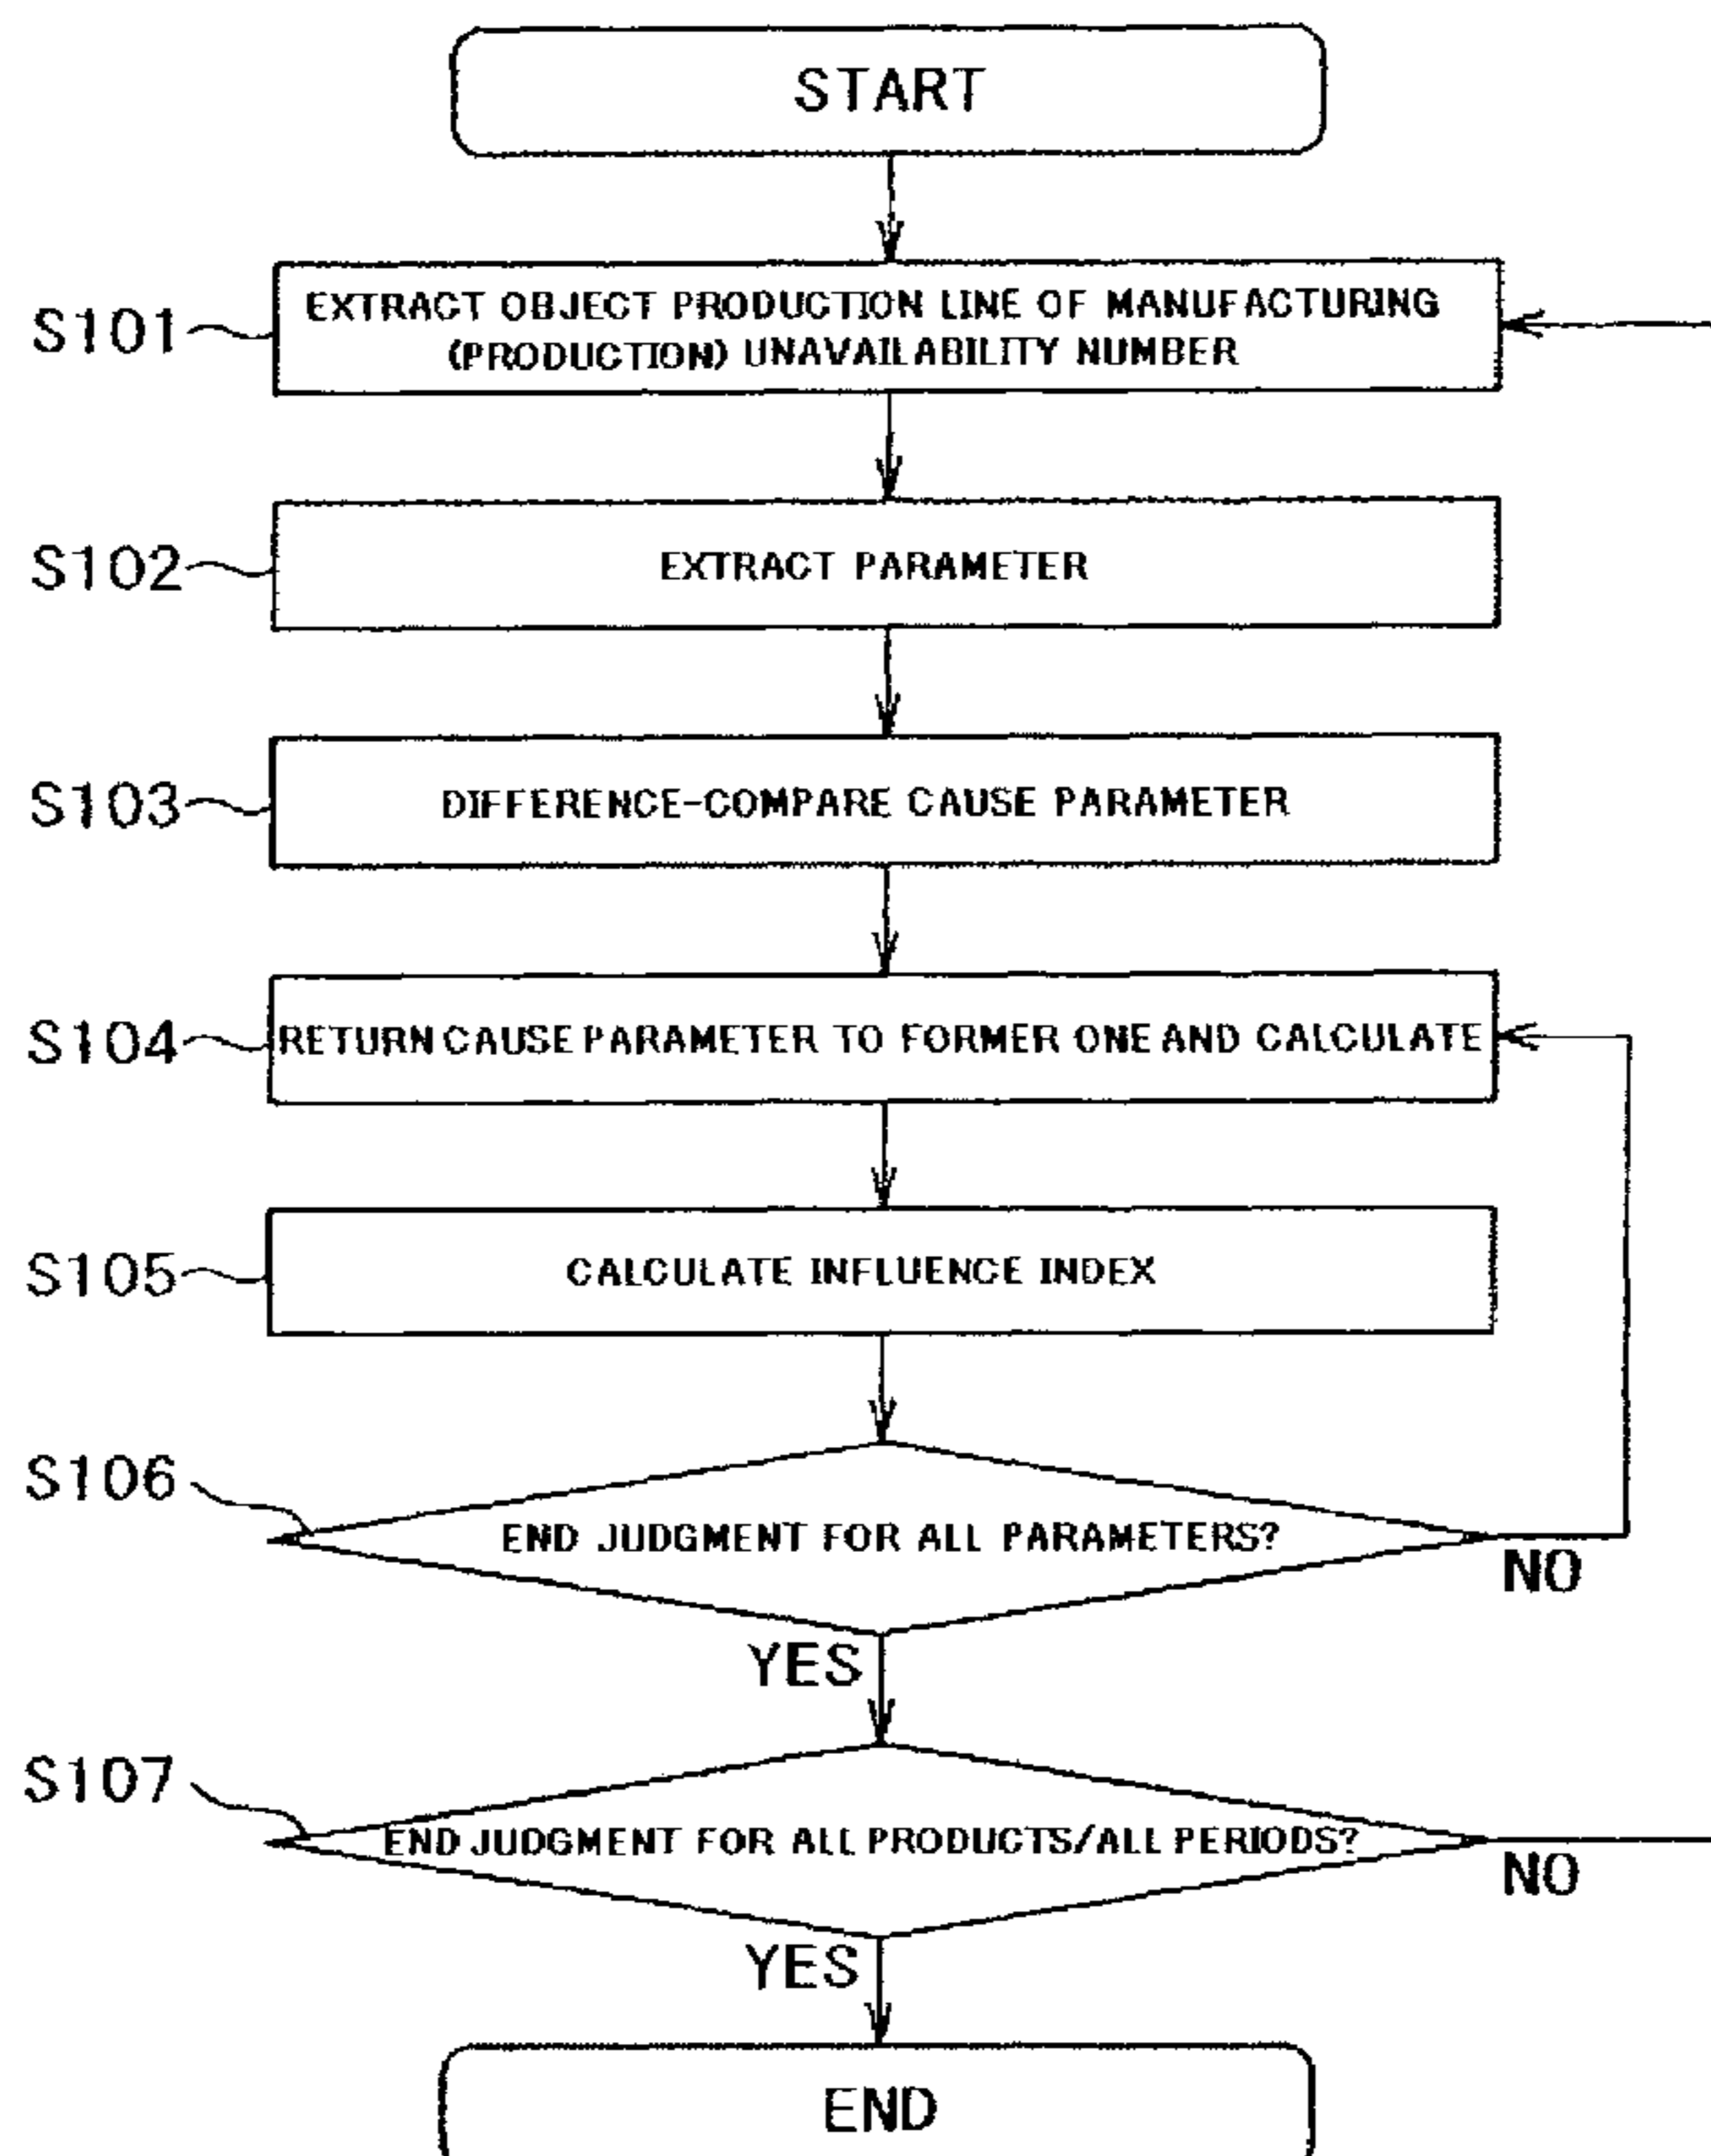 START
S101
EXTRACT OBJECT PRODUCTION LINE OF MANUFACTURING
(PRODUCTION) UNAVAILABILITY NUMBER
S102
EXTRACT PARAMETER
S103
DIFFERENCE-COMPARE CAUSE PARAMETER
S104
RETURN CAUSE PARAMETER TO FORMER ONE AND CALCULATE
S105
CALCULATE INFLUENCE INDEX
S106
END JUDGMENT FOR ALL PARAMETERS?
NO
YES
S107
END JUDGMENT FOR ALL PRODUCTS/ALL PERIODS?
NO
YES
END